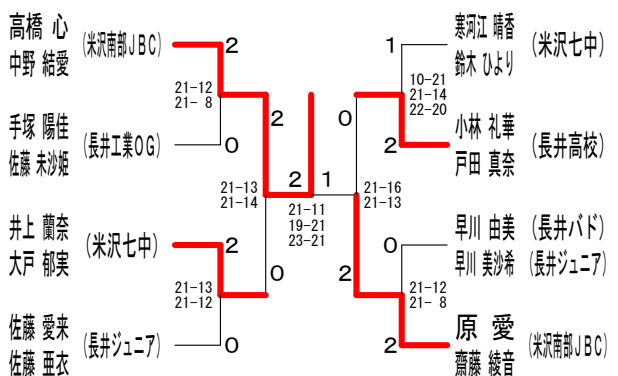 高橋 心
中野 結愛
(米沢南部JBC)
2
21-12
21- 8
手塚 陽佳
佐藤 未沙姫
(長井工業OG)
0
2
21-13
21-14
井上 蘭奈
大戸 郁実
(米沢七中)
2
21-13
21-12
0
佐藤 愛来
佐藤 亜衣
(長井ジュニア)
0
2
1
21-11
19-21
23-21
寒河江 晴香
鈴木 ひより
(米沢七中)
1
10-21
21-14
22-20
0
小林 礼華
戸田 真奈
(長井高校)
2
21-16
21-13
早川 由美
(長井バド)
早川 美沙希
(長井ジュニア)
0
21-12
21- 8
2
原 愛
齋藤 綾音
(米沢南部JBC)
2